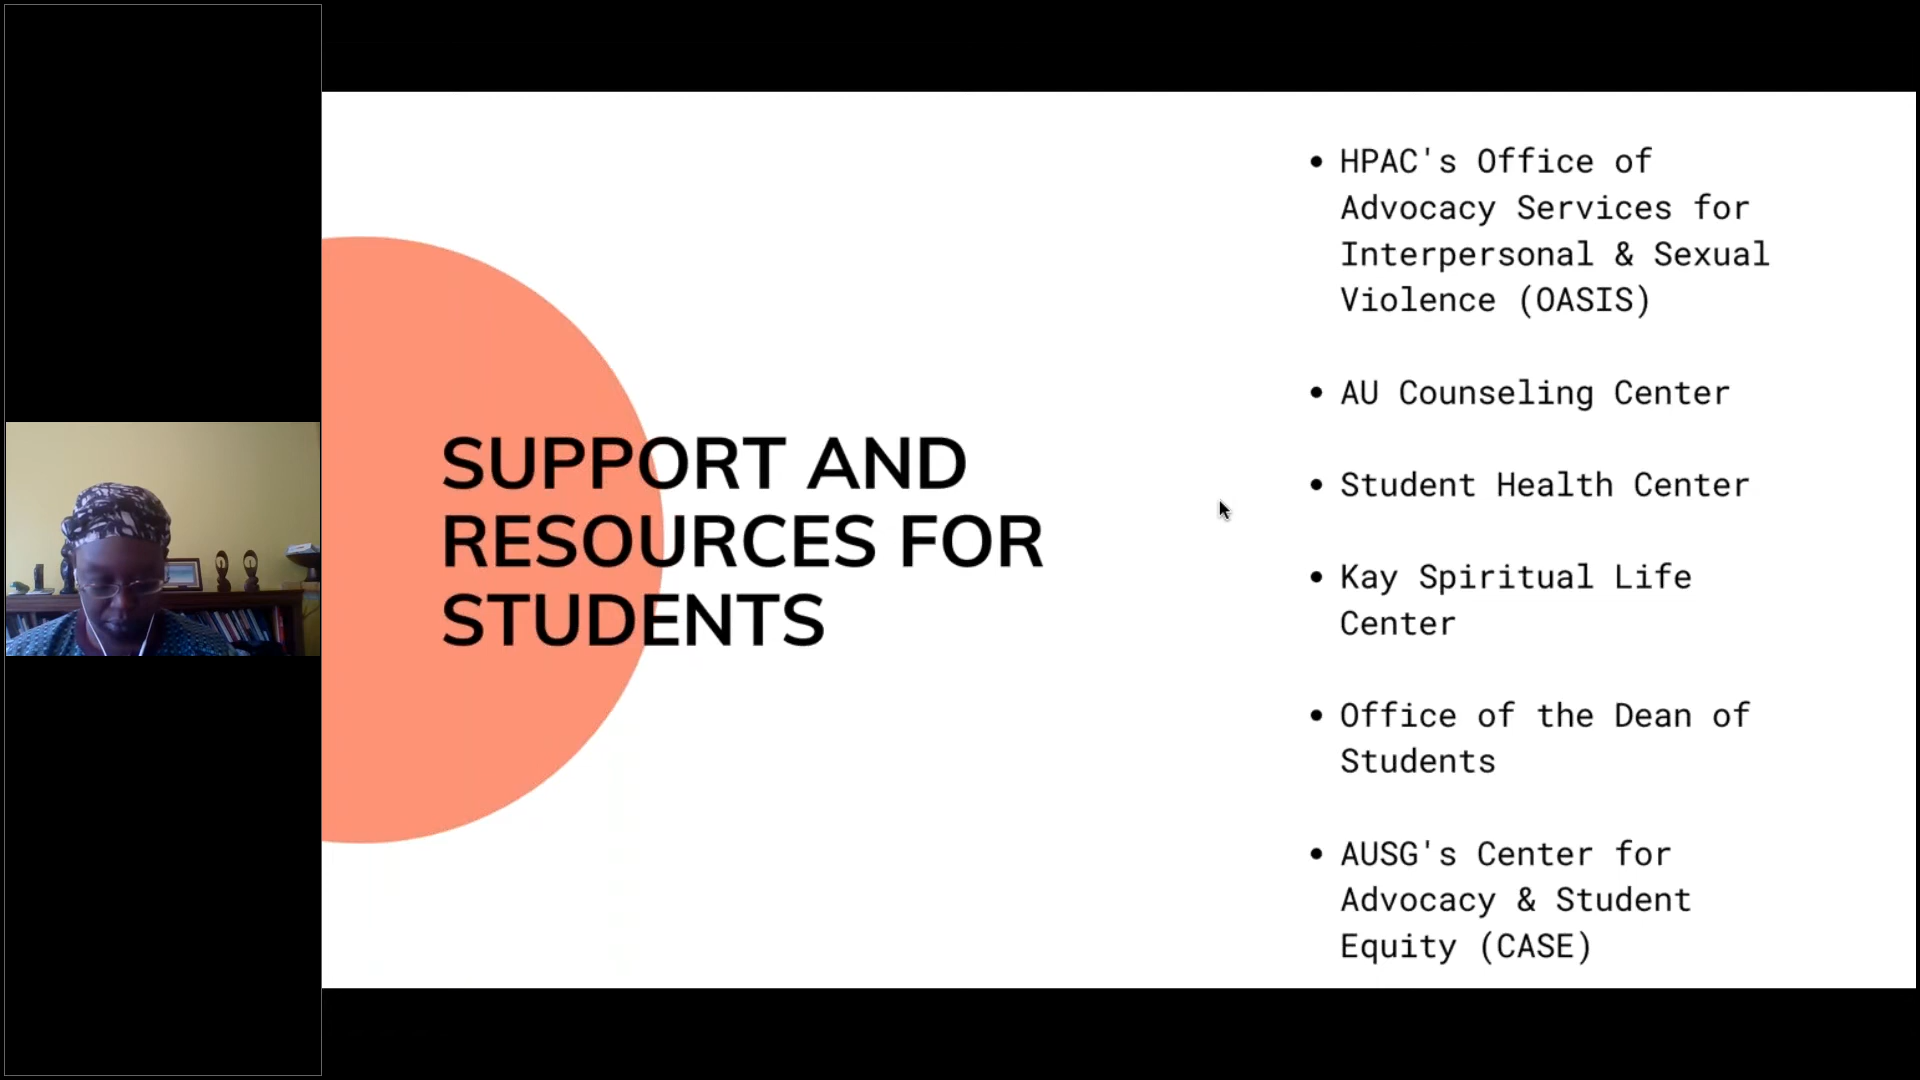 SUPPORT AND
RESOURCES FOR
STUDENTS
• HPAC's Office of
Advocacy Services for
Interpersonal & Sexual
Violence (OASIS)
• AU Counseling Center
• Student Health Center
• Kay Spiritual Life
Center
• Office of the Dean of
Students
• AUSG's Center for
Advocacy & Student
Equity (CASE)